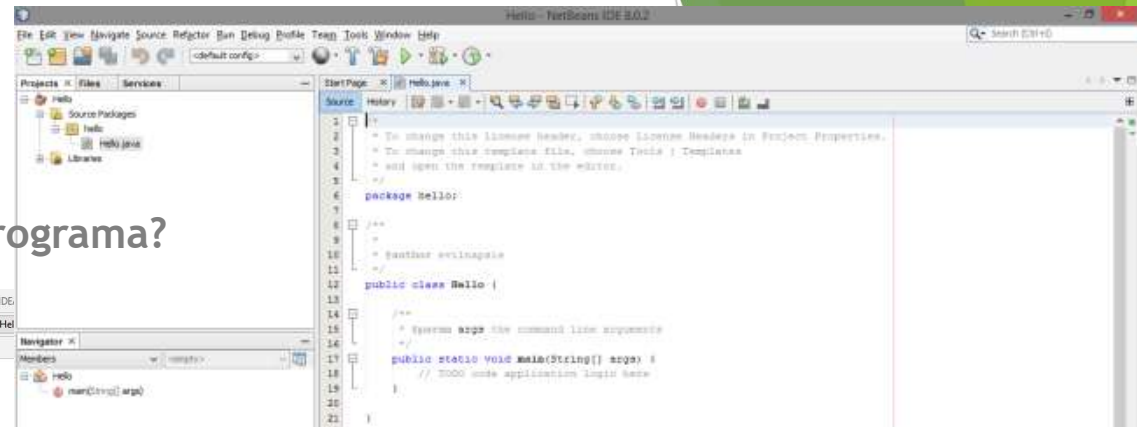 Hello - NetBeans IDE 8.0.2
File Edit View Navigate Source Refactor Run Debug Profile Team Tools Window Help
Search (Ctrl+I)
<default config>
Projects Files Services
Hello
Source Packages
hello
Hello.java
Libraries
rograma?
IDEA
Hel
Navigator
Members <empty>
Hello
main(String[] args)
Start Page Hello.java
Source History
1
2 * To change this license header, choose License Headers in Project Properties.
3 * To change this template file, choose Tools | Templates
4 * and open the template in the editor.
5 */
6 package hello;
7
8 /**
9 *
10 * @author
11 */
12 public class Hello {
13
14 /**
15 * @param args the command line arguments
16 */
17 public static void main(String[] args) {
18 // TODO code application logic here
19 }
20
21 }